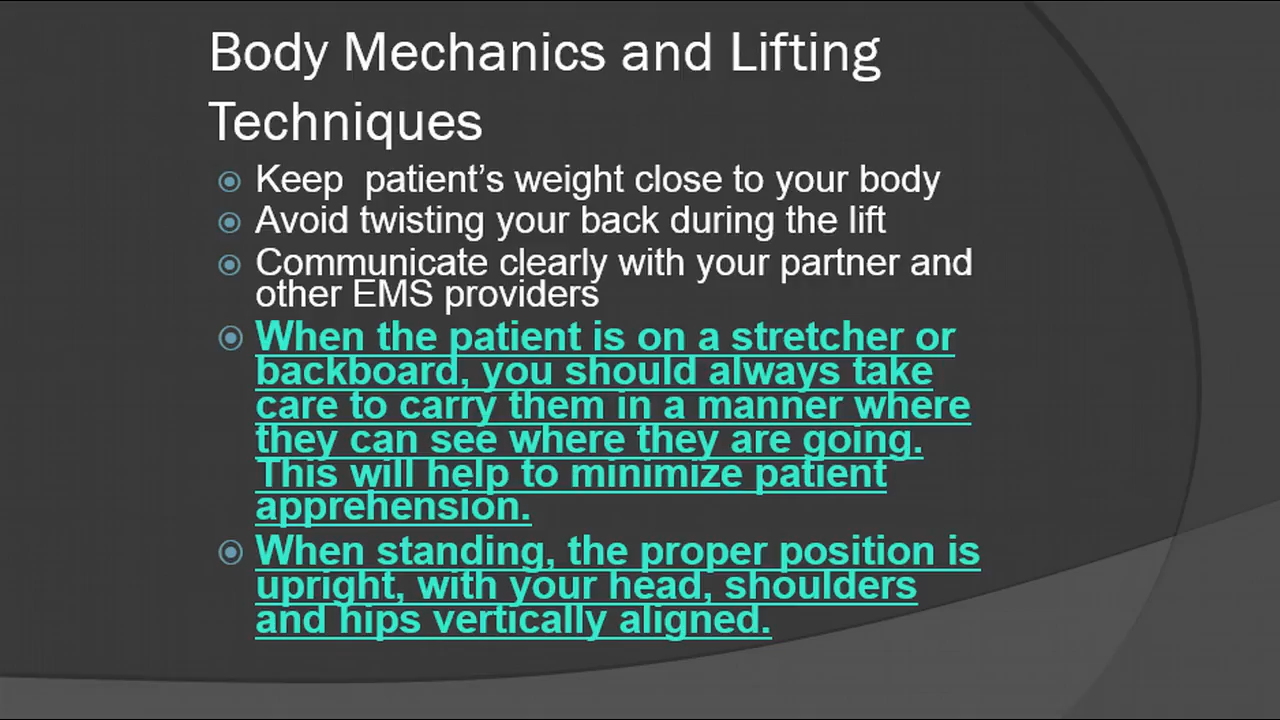 Body Mechanics and Lifting
Techniques
Keep  patient's weight close to your body
Avoid twisting your back during the lift
Communicate clearly with your partner and
other EMS providers
When the patient is on a stretcher or
backboard, you should always take
care to carry them in a manner where
they can see where they are going.
This will help to minimize patient
apprehension.
When standing, the proper position is
upright, with your head, shoulders
and hips vertically aligned.